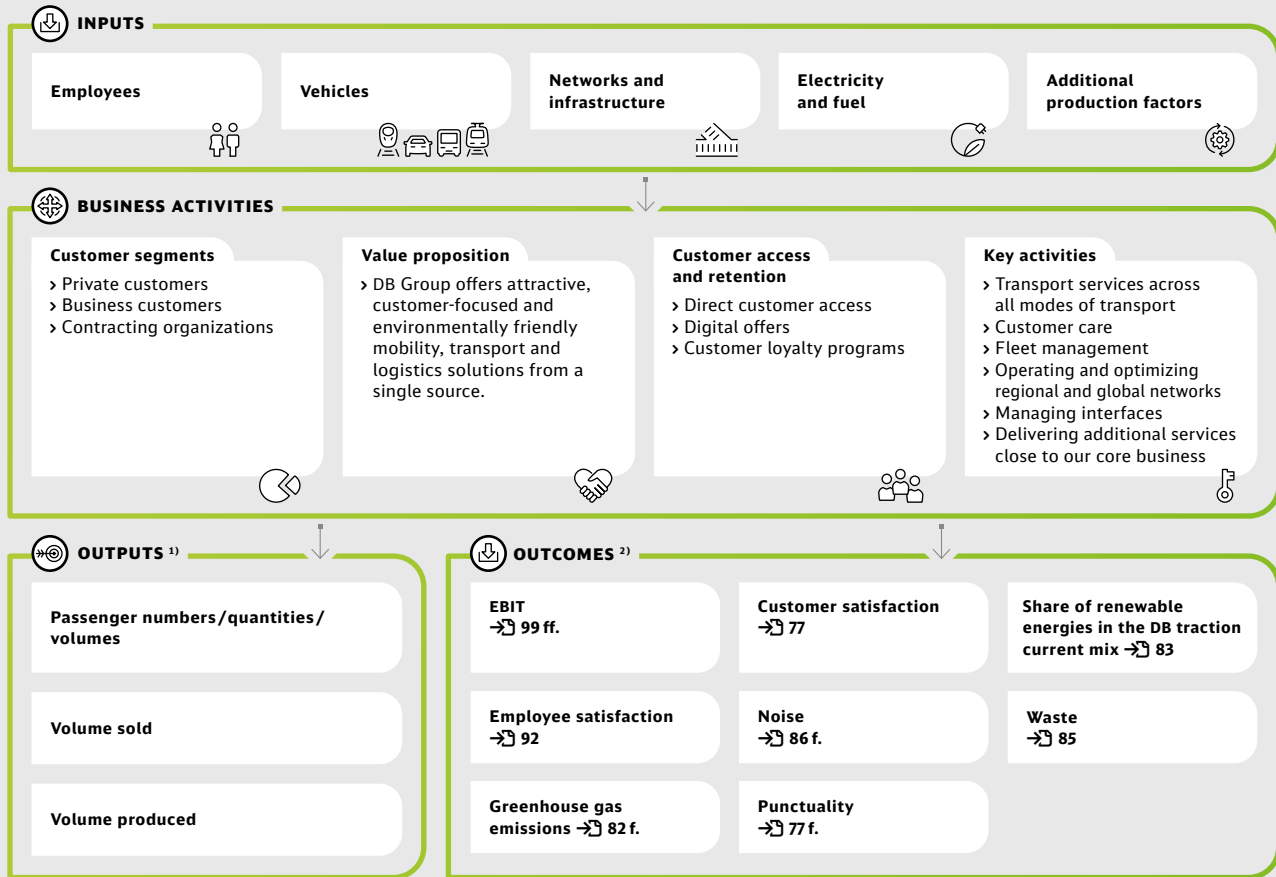 INPUTS
Employees
Vehicles
Networks and
infrastructure
Electricity
and fuel
Additional
production factors
BUSINESS ACTIVITIES
Customer segments
› Private customers
› Business customers
› Contracting organizations
Value proposition
› DB Group offers attractive,
customer-focused and
environmentally friendly
mobility, transport and
logistics solutions from a
single source.
Customer access
and retention
› Direct customer access
› Digital offers
› Customer loyalty programs
Key activities
› Transport services across
all modes of transport
› Customer care
› Fleet management
› Operating and optimizing
regional and global networks
› Managing interfaces
› Delivering additional services
close to our core business
OUTPUTS 1)
Passenger numbers/quantities/
volumes
Volume sold
Volume produced
OUTCOMES 2)
EBIT
99 ff.
Customer satisfaction
77
Share of renewable
energies in the DB traction
current mix 83
Employee satisfaction
92
Noise
86 f.
Waste
85
Greenhouse gas
emissions 82 f.
Punctuality
77 f.